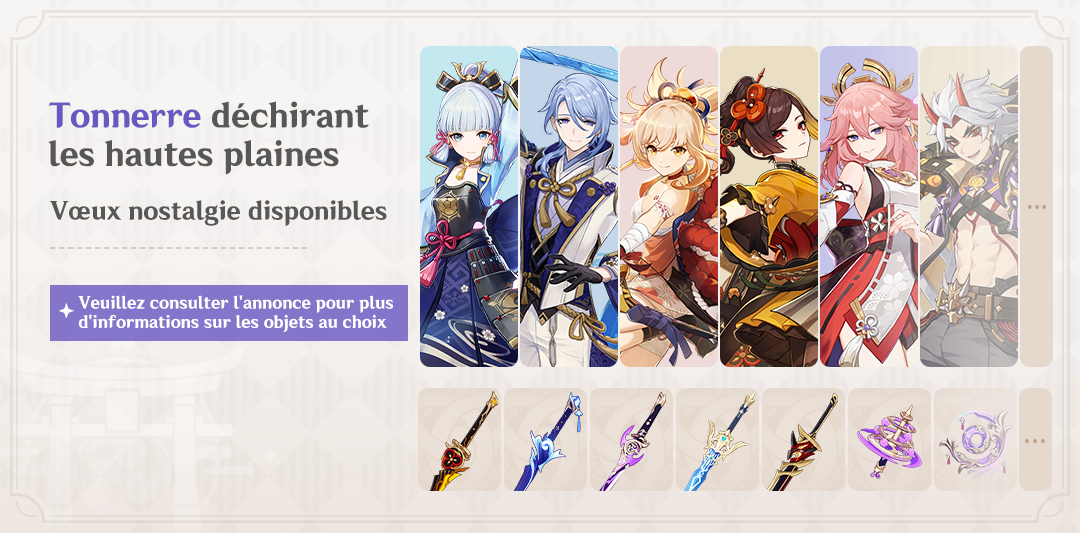 Tonnerre déchirant
les hautes plaines
Vœux nostalgie disponibles
Veuillez consulter l'annonce pour plus
d'informations sur les objets au choix
...
...